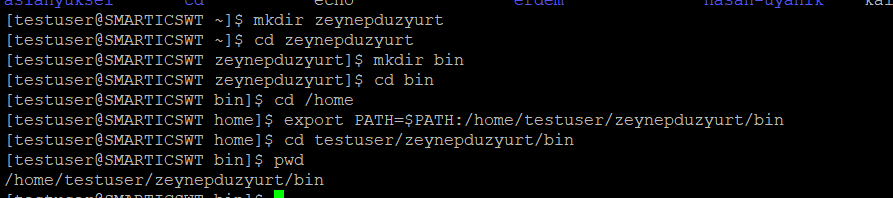 aslanyuksel cd echo erdem hasan-uyanik kai
[testuser@SMARTICSWT ~]$ mkdir zeynepduzyurt
[testuser@SMARTICSWT ~]$ cd zeynepduzyurt
[testuser@SMARTICSWT zeynepduzyurt]$ mkdir bin
[testuser@SMARTICSWT zeynepduzyurt]$ cd bin
[testuser@SMARTICSWT bin]$ cd /home
[testuser@SMARTICSWT home]$ export PATH=$PATH:/home/testuser/zeynepduzyurt/bin
[testuser@SMARTICSWT home]$ cd testuser/zeynepduzyurt/bin
[testuser@SMARTICSWT bin]$ pwd
/home/testuser/zeynepduzyurt/bin
[testuser@SMARTICSWT bin]$